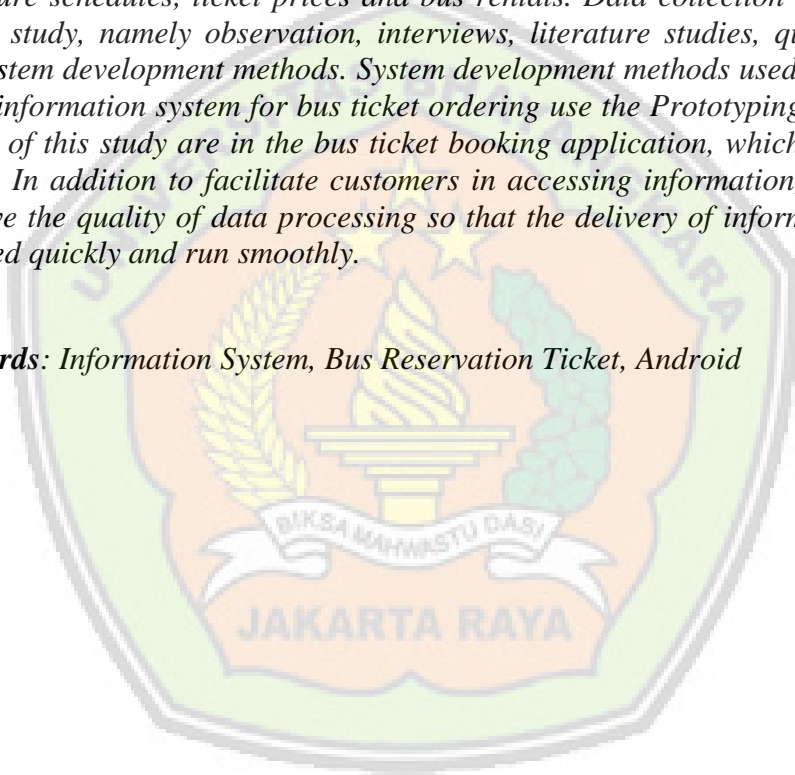 ure schedules, ticket prices and bus rentals. Data collection
study, namely observation, interviews, literature studies, qu
stem development methods. System development methods used
information system for bus ticket ordering use the Prototyping
of this study are in the bus ticket booking application, which
In addition to facilitate customers in accessing information,
ve the quality of data processing so that the delivery of inform
ed quickly and run smoothly.
rds: Information System, Bus Reservation Ticket, Android
UNIVERSITAS BHAYANGKARA
BIKSA MAHWASTU DASI
JAKARTA RAYA